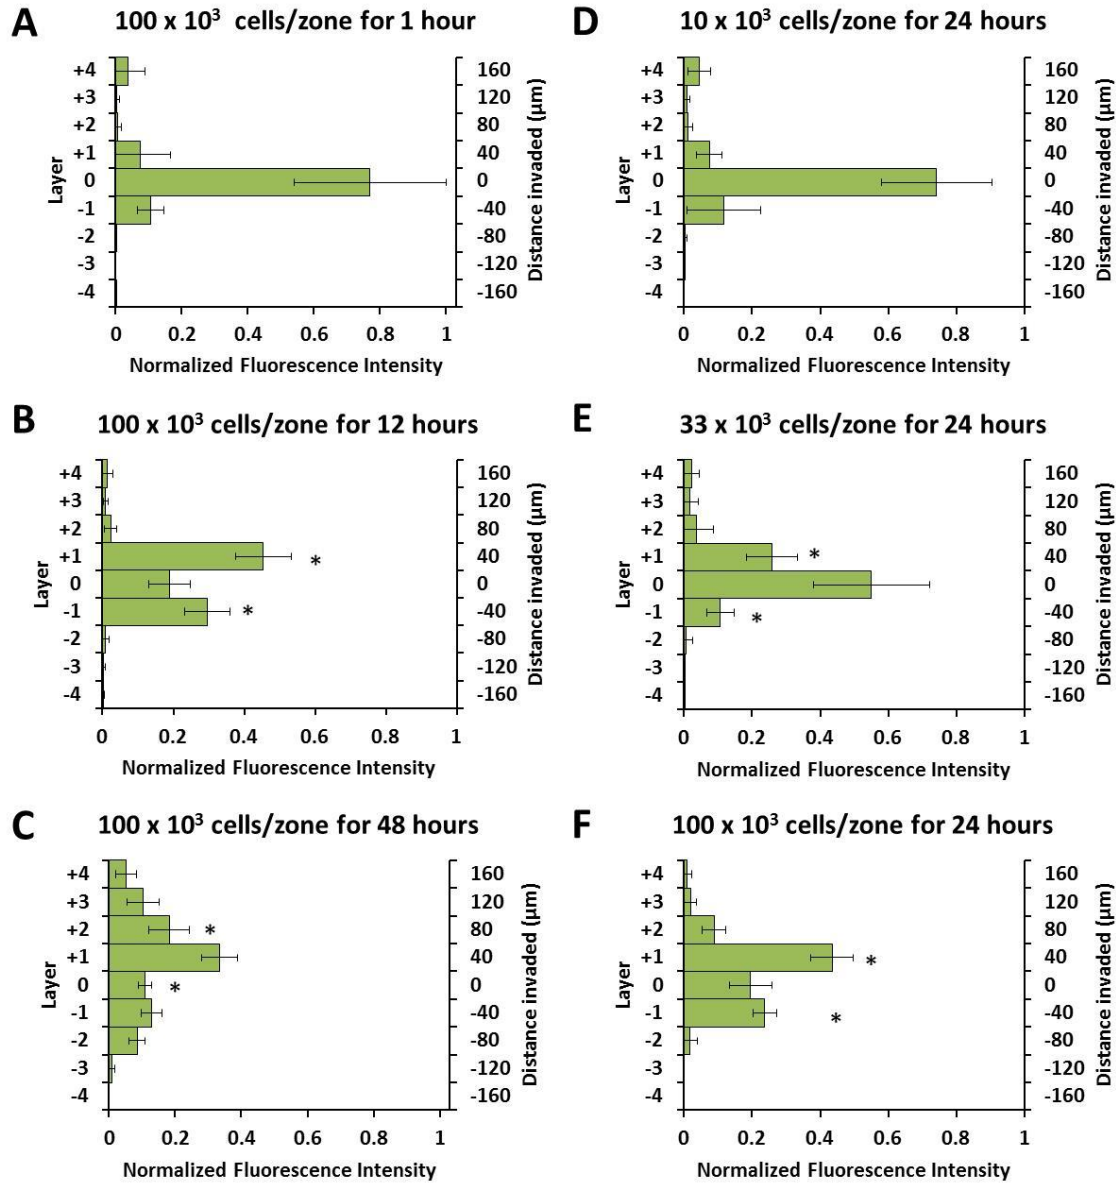 A 100 x 10³ cells/zone for 1 hour
+4 160
+3 120
+2 80
+1 40
0 0
-1 -40
-2 -80
-3 -120
-4 -160
Layer
Distance invaded (µm)
0 0.2 0.4 0.6 0.8 1
Normalized Fluorescence Intensity
D 10 x 10³ cells/zone for 24 hours
+4 160
+3 120
+2 80
+1 40
0 0
-1 -40
-2 -80
-3 -120
-4 -160
Layer
Distance invaded (µm)
0 0.2 0.4 0.6 0.8 1
Normalized Fluorescence Intensity
B 100 x 10³ cells/zone for 12 hours
+4 160
+3 120
+2 80
+1 * 40
0 0
-1 * -40
-2 -80
-3 -120
-4 -160
Layer
Distance invaded (µm)
0 0.2 0.4 0.6 0.8 1
Normalized Fluorescence Intensity
E 33 x 10³ cells/zone for 24 hours
+4 160
+3 120
+2 80
+1 * 40
0 0
-1 * -40
-2 -80
-3 -120
-4 -160
Layer
Distance invaded (µm)
0 0.2 0.4 0.6 0.8 1
Normalized Fluorescence Intensity
C 100 x 10³ cells/zone for 48 hours
+4 160
+3 120
+2 * 80
+1 40
0 * 0
-1 -40
-2 -80
-3 -120
-4 -160
Layer
Distance invaded (µm)
0 0.2 0.4 0.6 0.8 1
Normalized Fluorescence Intensity
F 100 x 10³ cells/zone for 24 hours
+4 160
+3 120
+2 80
+1 * 40
0 0
-1 * -40
-2 -80
-3 -120
-4 -160
Layer
Distance invaded (µm)
0 0.2 0.4 0.6 0.8 1
Normalized Fluorescence Intensity